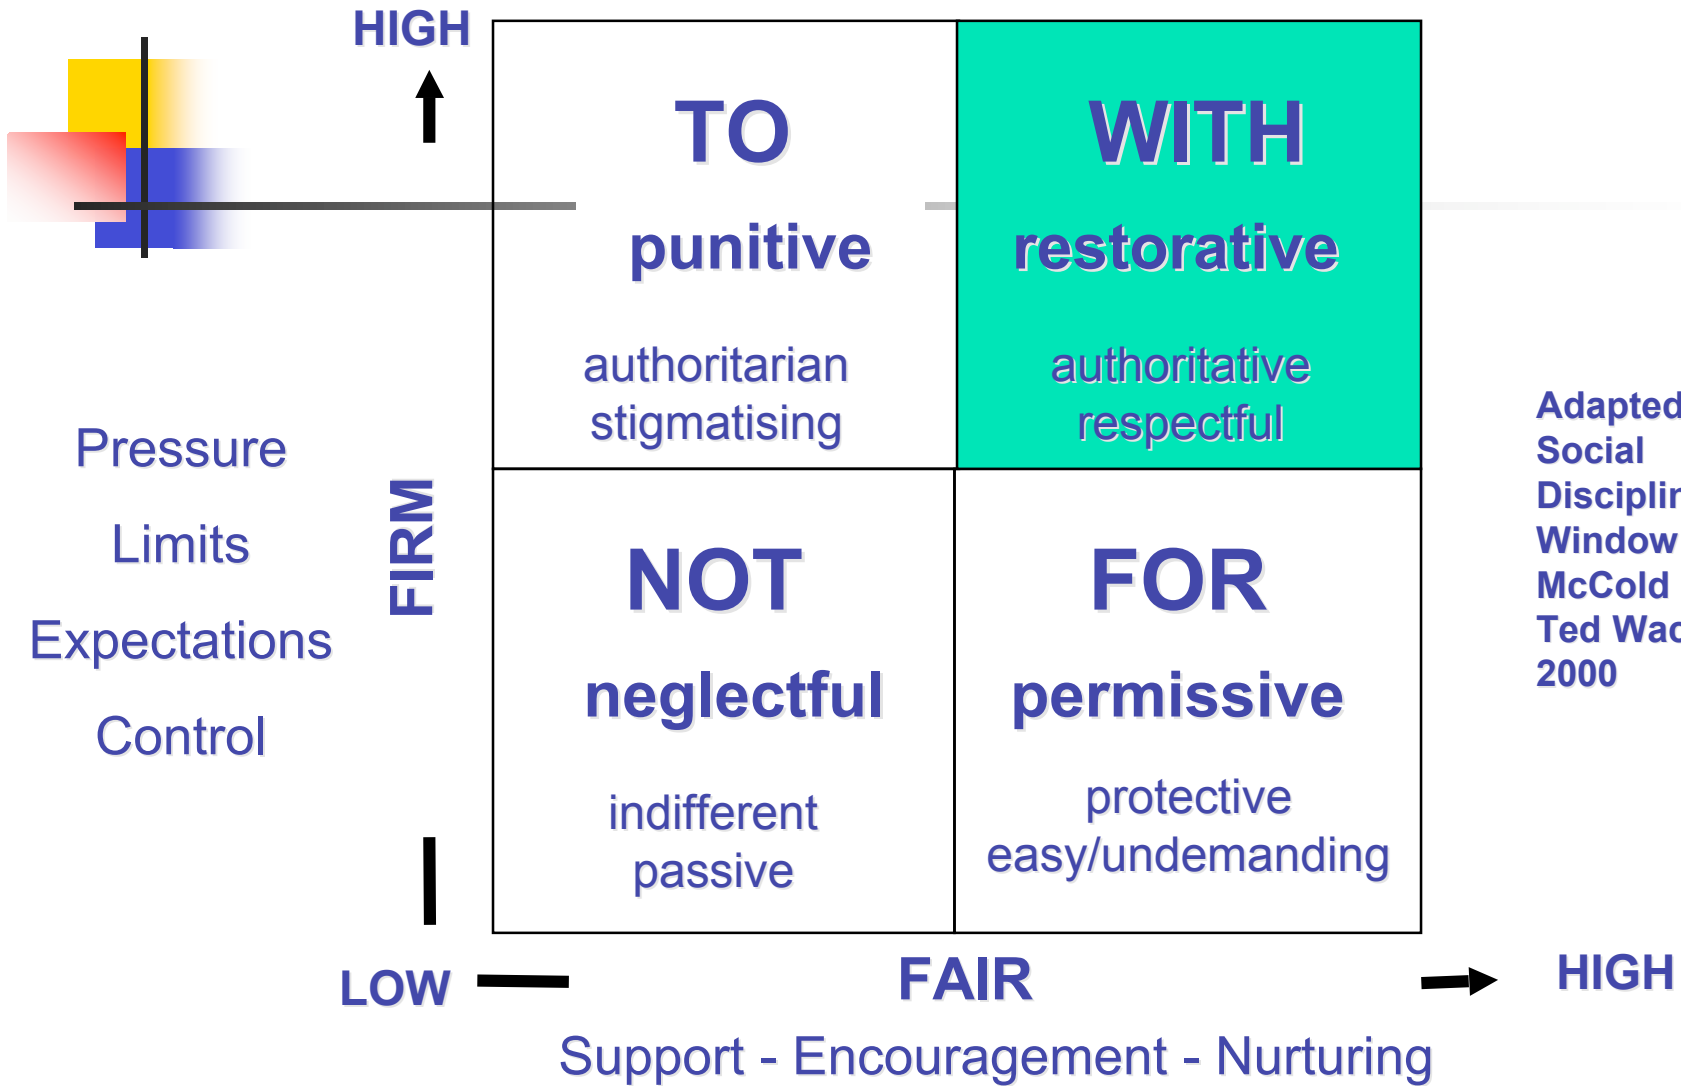 HIGH
TO
punitive
authoritarian
stigmatising
WITH
restorative
authoritative
respectful
Pressure
Limits
Expectations
Control
FIRM
NOT
neglectful
indifferent
passive
FOR
permissive
protective
easy/undemanding
Adapted
Social
Window
McCold
Ted
2000
LOW
FAIR
HIGH
Support - Encouragement - Nurturing